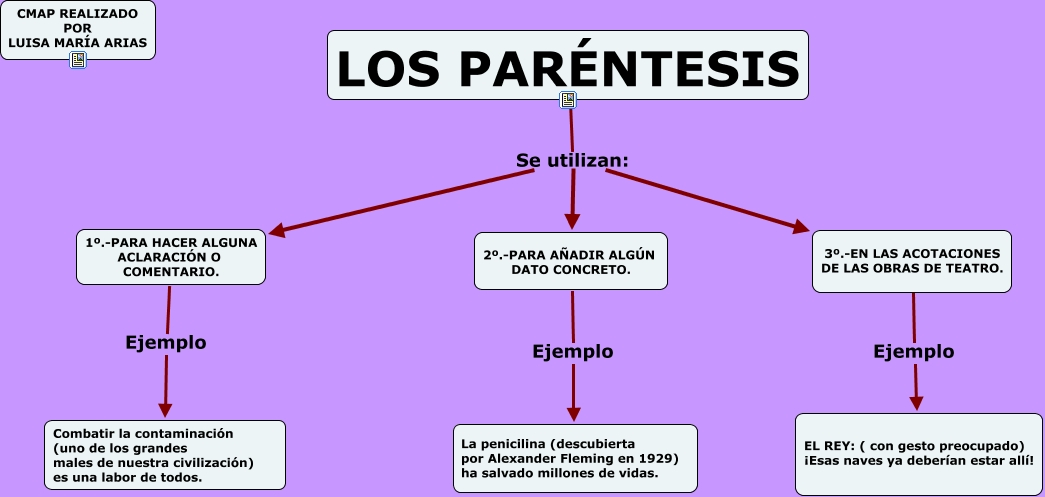 CMAP REALIZADO
POR
LUISA MARÍA ARIAS
LOS PARÉNTESIS
Se utilizan:
1º.-PARA HACER ALGUNA
ACLARACIÓN O
COMENTARIO.
2º.-PARA AÑADIR ALGÚN
DATO CONCRETO.
3º.-EN LAS ACOTACIONES
DE LAS OBRAS DE TEATRO.
Ejemplo
Ejemplo
Ejemplo
Combatir la contaminación
(uno de los grandes
males de nuestra civilización)
es una labor de todos.
La penicilina (descubierta
por Alexander Fleming en 1929)
ha salvado millones de vidas.
EL REY: ( con gesto preocupado)
¡Esas naves ya deberían estar allí!